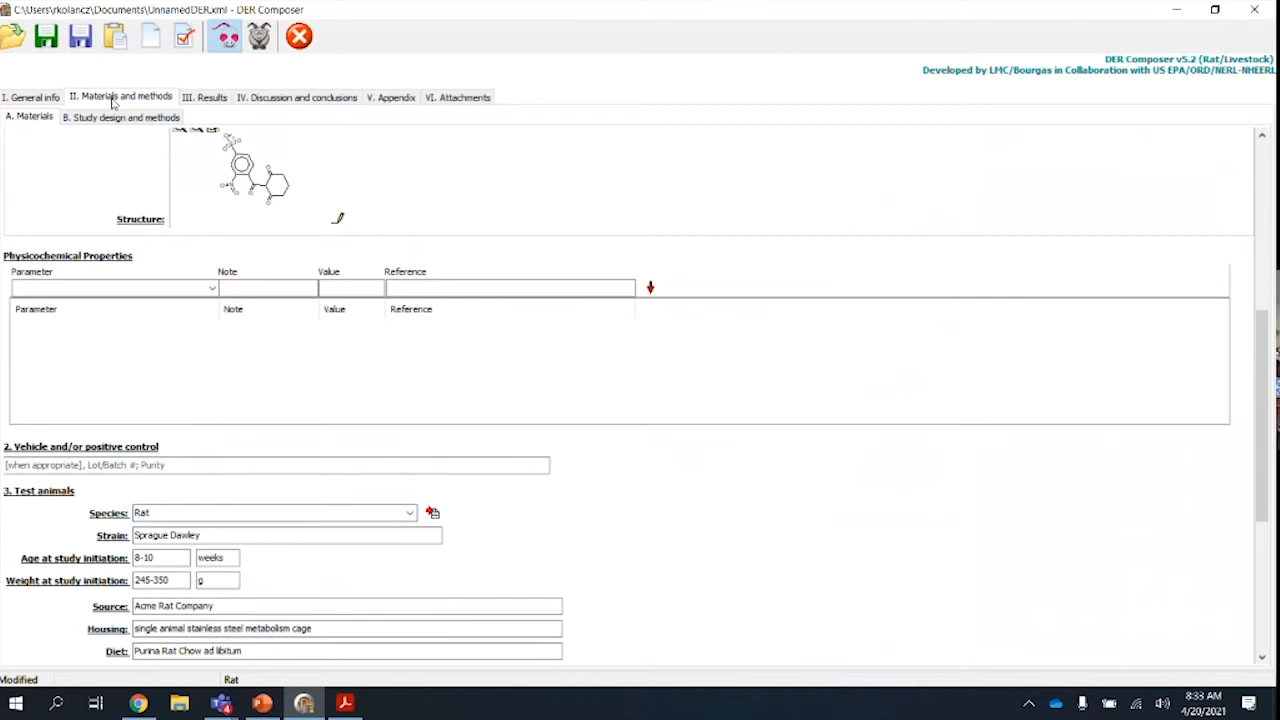 C:\Users\rkolancz\Documents\UnnamedDER.xml - DER Composer
DER Composer v5.2 (Rat/Livestock)
Developed by LMC/Bourgas in Collaboration with US EPA/ORD/NERL-NHEERL
I. General info II. Materials and methods III. Results IV. Discussion and conclusions V. Appendix VI. Attachments
A. Materials B. Study design and methods
Structure:
Physicochemical Properties
Parameter Note Value Reference
Parameter Note Value Reference
2. Vehicle and/or positive control
[when appropriate], Lot/Batch #; Purity
3. Test animals
Species: Rat
Strain: Sprague Dawley
Age at study initiation: 8-10 weeks
Weight at study initiation: 245-350 g
Source: Acme Rat Company
Housing: single animal stainless steel metabolism cage
Diet: Purina Rat Chow ad libitum
Modified Rat
8:33 AM
4/20/2021